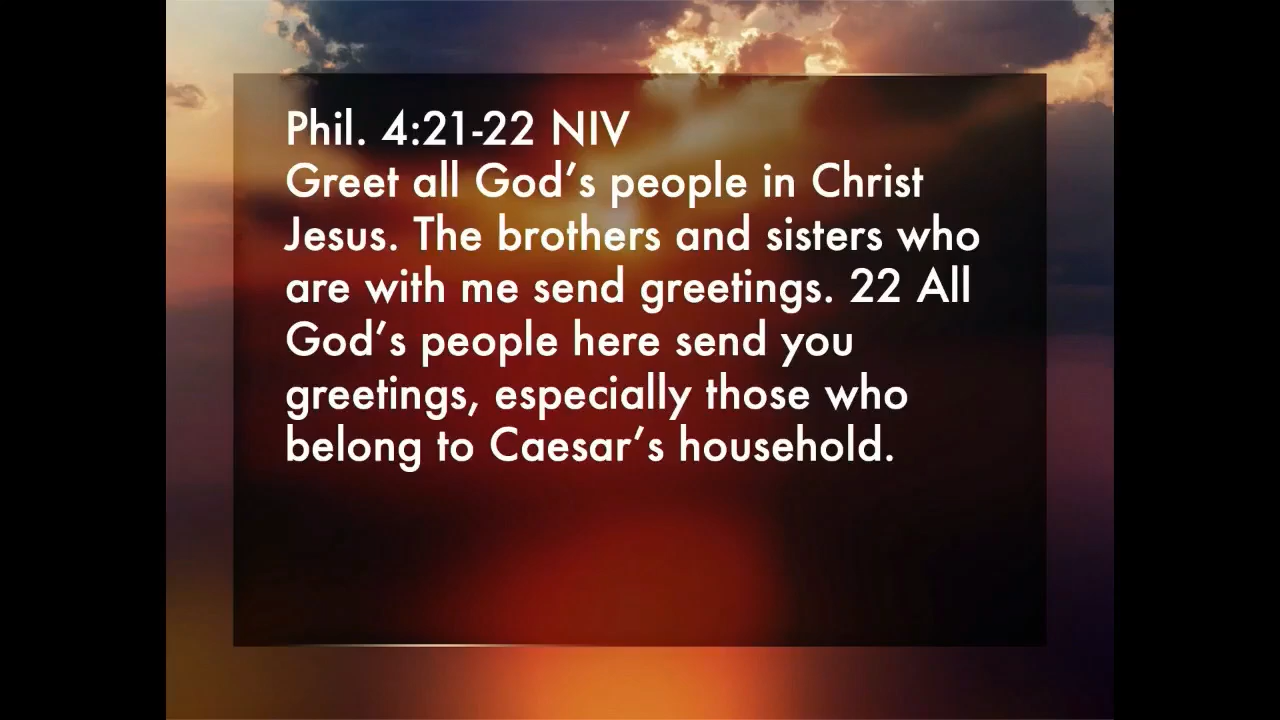 Phil. 4:21-22 NIV
Greet all God’s people in Christ
Jesus. The brothers and sisters who
are with me send greetings. 22 All
God’s people here send you
greetings, especially those who
belong to Caesar’s household.